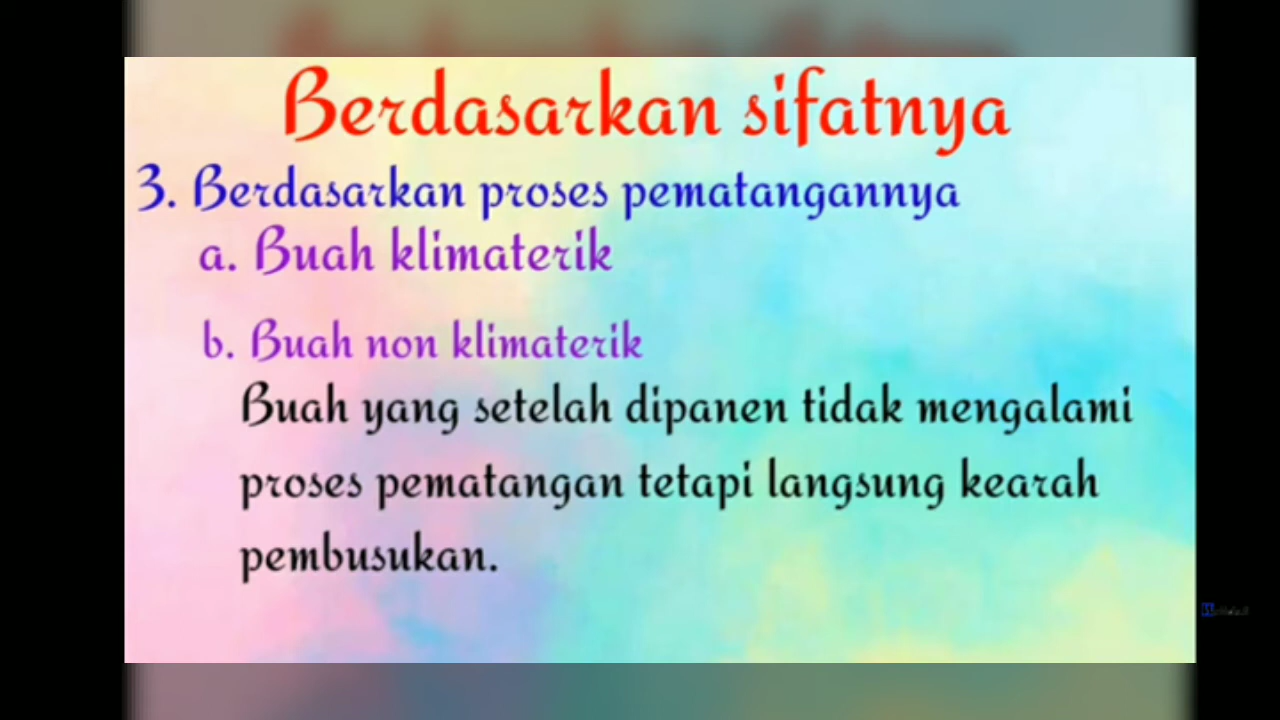 Berdasarkan sifatnya
3. Berdasarkan proses pematangannya
a. Buah klimaterik
b. Buah non klimaterik
Buah yang setelah dipanen tidak mengalami
proses pematangan tetapi langsung kearah
pembusukan.